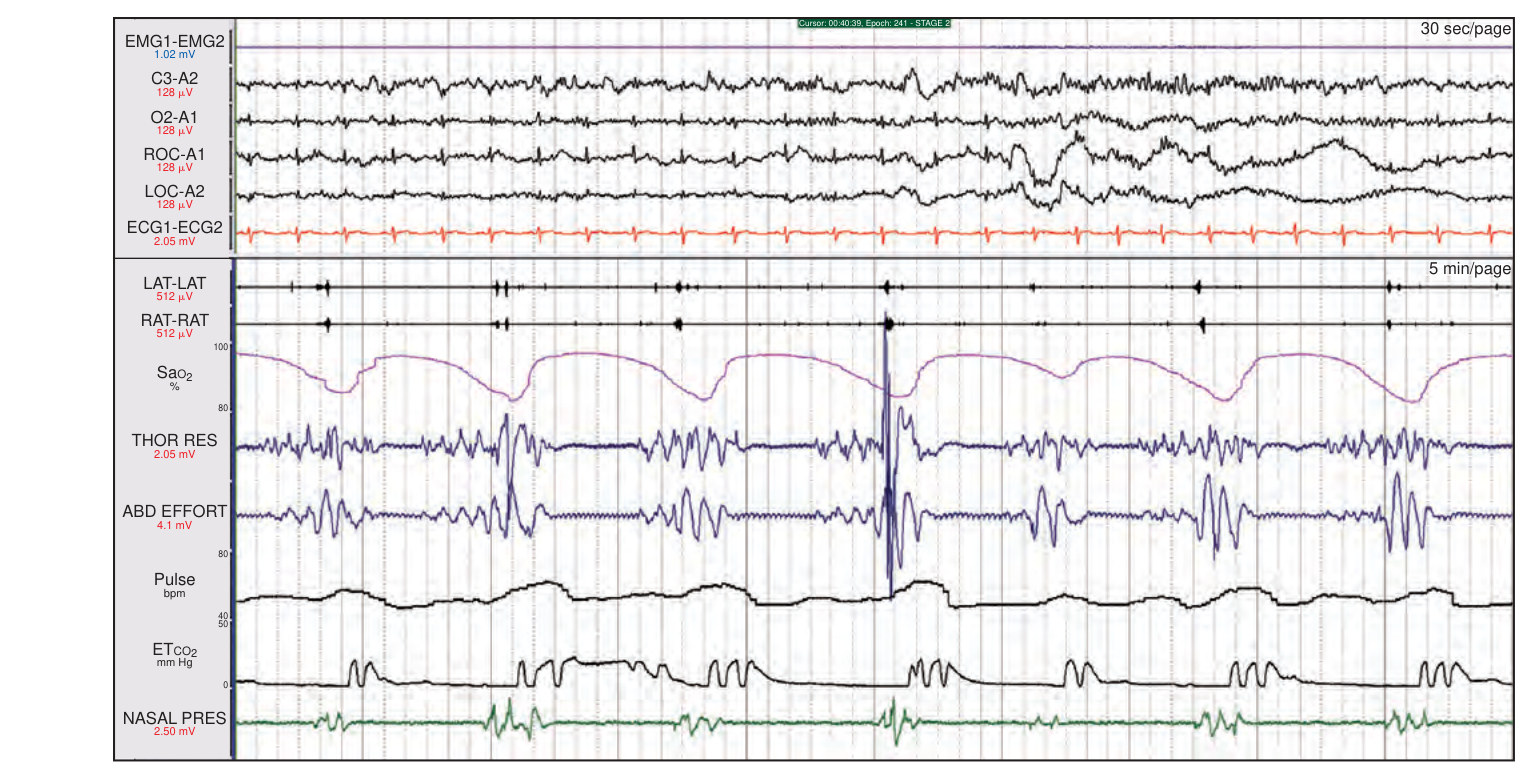 Cursor: 00:40:39, Epoch: 241 - STAGE 2
30 sec/page
EMG1-EMG2
1.02 mV
C3-A2
128 μV
O2-A1
128 μV
ROC-A1
128 μV
LOC-A2
128 μV
ECG1-ECG2
2.05 mV
5 min/page
LAT-LAT
512 μV
RAT-RAT
512 μV
100
SaO2
%
80
THOR RES
2.05 mV
ABD EFFORT
4.1 mV
80
Pulse
bpm
40
50
ETCO2
mm Hg
0
NASAL PRES
2.50 mV